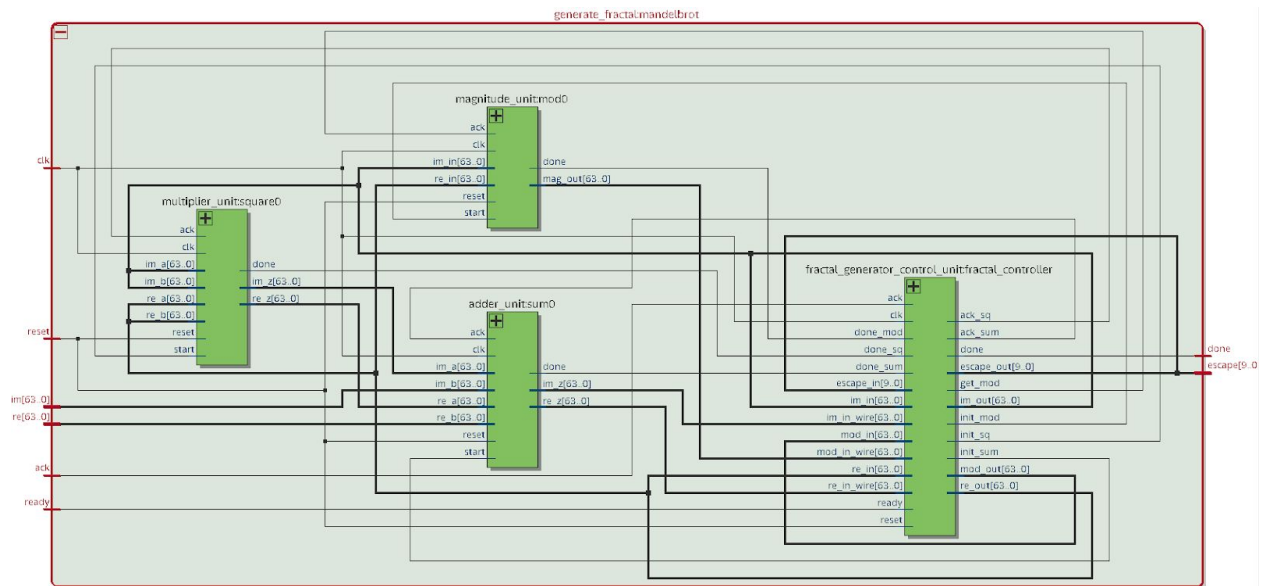 generate_fractal:mandelbrot
clk
reset
im[63..0]
re[63..0]
ack
ready
multiplier_unit:square0
ack
clk
im_a[63..0]
im_b[63..0]
re_a[63..0]
re_b[63..0]
reset
start
done
im_z[63..0]
re_z[63..0]
magnitude_unit:mod0
ack
clk
im_in[63..0]
re_in[63..0]
reset
start
done
mag_out[63..0]
adder_unit:sum0
ack
clk
im_a[63..0]
im_b[63..0]
re_a[63..0]
re_b[63..0]
reset
start
done
im_z[63..0]
re_z[63..0]
fractal_generator_control_unit:fractal_controller
ack
clk
done_mod
done_sq
done_sum
escape_in[9..0]
im_in[63..0]
im_in_wire[63..0]
mod_in[63..0]
mod_in_wire[63..0]
re_in[63..0]
re_in_wire[63..0]
ready
reset
ack_sq
ack_sum
done
escape_out[9..0]
get_mod
im_out[63..0]
init_mod
init_sq
init_sum
mod_out[63..0]
re_out[63..0]
done
escape[9..0